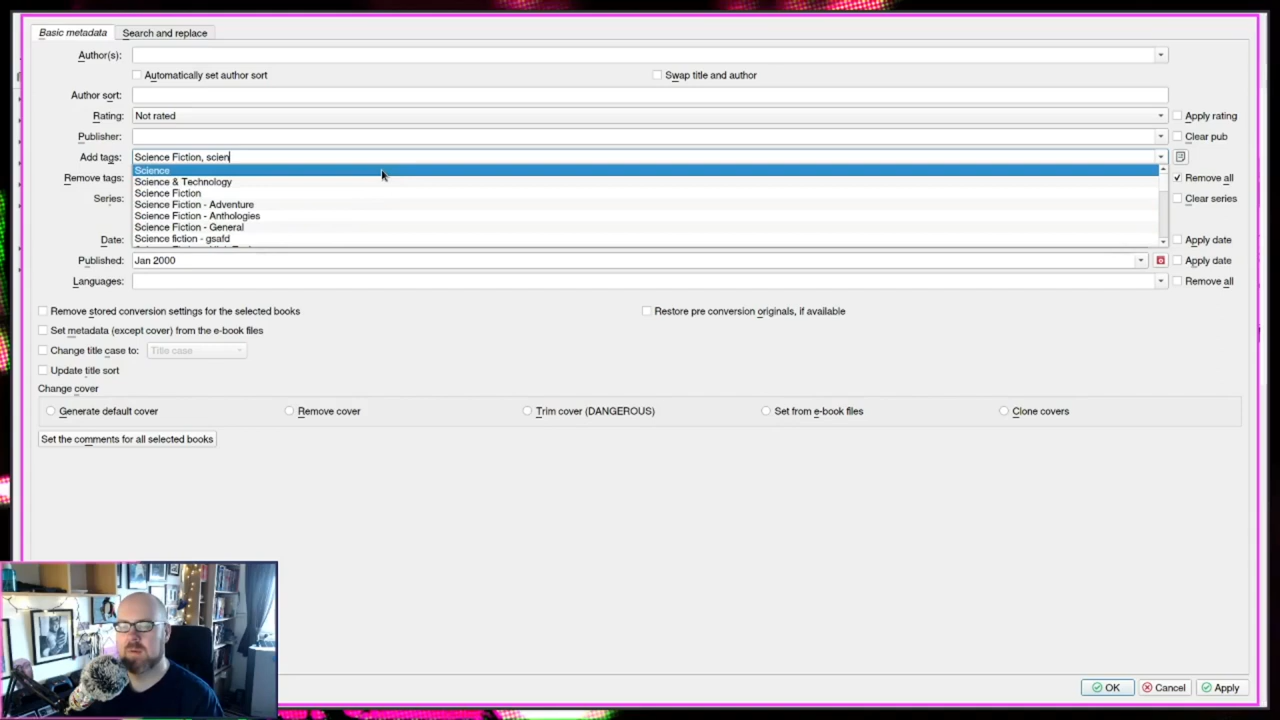 Basic metadata
Search and replace
Author(s):
Automatically set author sort
Swap title and author
Author sort:
Rating: Not rated
Apply rating
Publisher:
Clear pub
Add tags: Science Fiction, scien
Science
Remove tags:
Remove all
Science & Technology
Science Fiction
Series:
Clear series
Science Fiction - Adventure
Science Fiction - Anthologies
Science Fiction - General
Science fiction - gsafd
Date:
Apply date
Published: Jan 2000
Apply date
Languages:
Remove all
Remove stored conversion settings for the selected books
Restore pre conversion originals, if available
Set metadata (except cover) from the e-book files
Change title case to: Title case
Update title sort
Change cover
Generate default cover
Remove cover
Trim cover (DANGEROUS)
Set from e-book files
Clone covers
Set the comments for all selected books
OK
Cancel
Apply